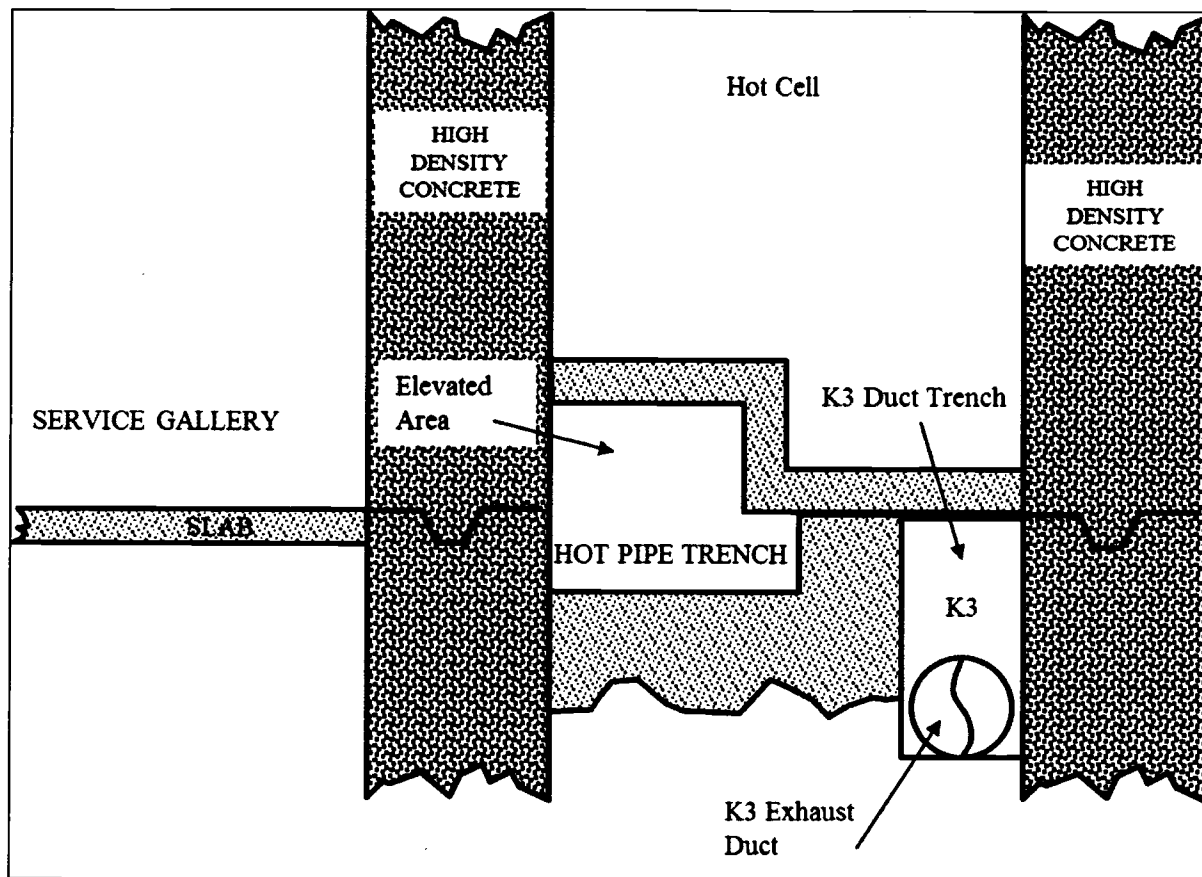 Hot Cell
HIGH
DENSITY
CONCRETE
HIGH
DENSITY
CONCRETE
Elevated
Area
K3 Duct Trench
SERVICE GALLERY
SLAB
HOT PIPE TRENCH
K3
K3 Exhaust
Duct